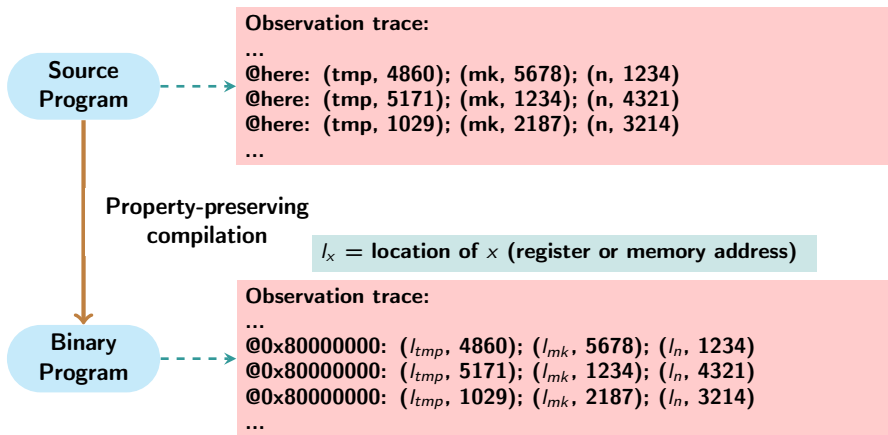 Source
Program
Observation trace:
...
@here: (tmp, 4860); (mk, 5678); (n, 1234)
@here: (tmp, 5171); (mk, 1234); (n, 4321)
@here: (tmp, 1029); (mk, 2187); (n, 3214)
...
Property-preserving
compilation
l_x = location of x (register or memory address)
Binary
Program
Observation trace:
...
@0x80000000: (l_tmp, 4860); (l_mk, 5678); (l_n, 1234)
@0x80000000: (l_tmp, 5171); (l_mk, 1234); (l_n, 4321)
@0x80000000: (l_tmp, 1029); (l_mk, 2187); (l_n, 3214)
...